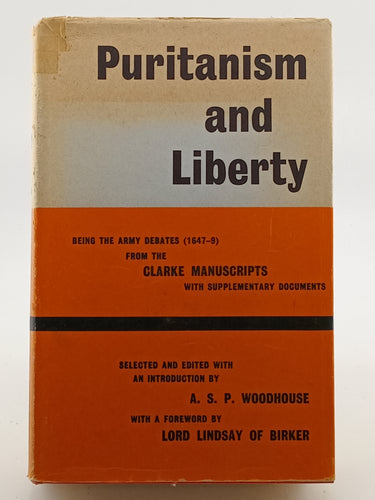 Puritanism
and
Liberty
BEING THE ARMY DEBATES (1647-9)
FROM THE
CLARKE MANUSCRIPTS
WITH SUPPLEMENTARY DOCUMENTS
SELECTED AND EDITED WITH
AN INTRODUCTION BY
A. S. P. WOODHOUSE
WITH A FOREWORD BY
LORD LINDSAY OF BIRKER